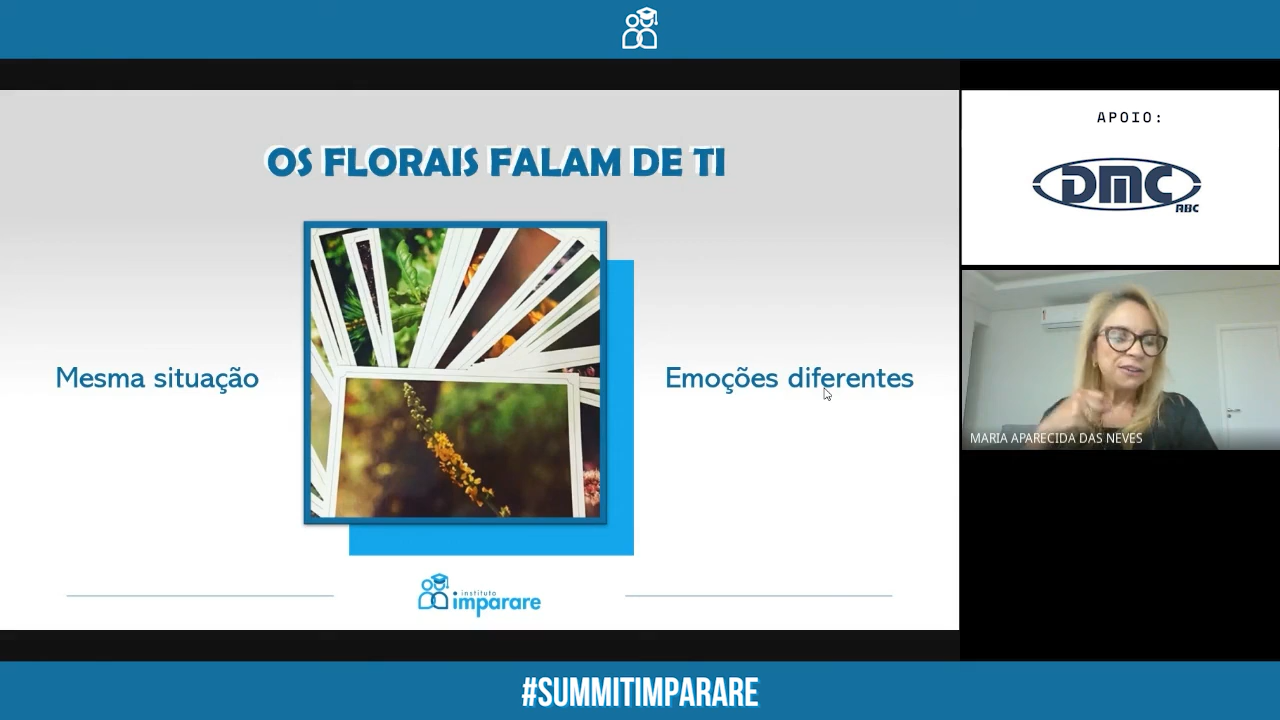 OS FLORAIS FALAM DE TI
Mesma situação
Emoções diferentes
instituto
imparare
APOIO:
DMC
ABC
MARIA APARECIDA DAS NEVES
#SUMMITIMPARARE